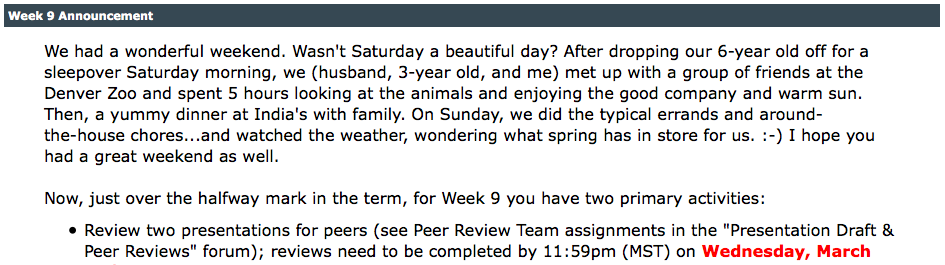 Week 9 Announcement
We had a wonderful weekend. Wasn't Saturday a beautiful day? After dropping our 6-year old off for a
sleepover Saturday morning, we (husband, 3-year old, and me) met up with a group of friends at the
Denver Zoo and spent 5 hours looking at the animals and enjoying the good company and warm sun.
Then, a yummy dinner at India's with family. On Sunday, we did the typical errands and around-
the-house chores...and watched the weather, wondering what spring has in store for us. :-) I hope you
had a great weekend as well.
Now, just over the halfway mark in the term, for Week 9 you have two primary activities:
• Review two presentations for peers (see Peer Review Team assignments in the "Presentation Draft &
Peer Reviews" forum); reviews need to be completed by 11:59pm (MST) on Wednesday, March